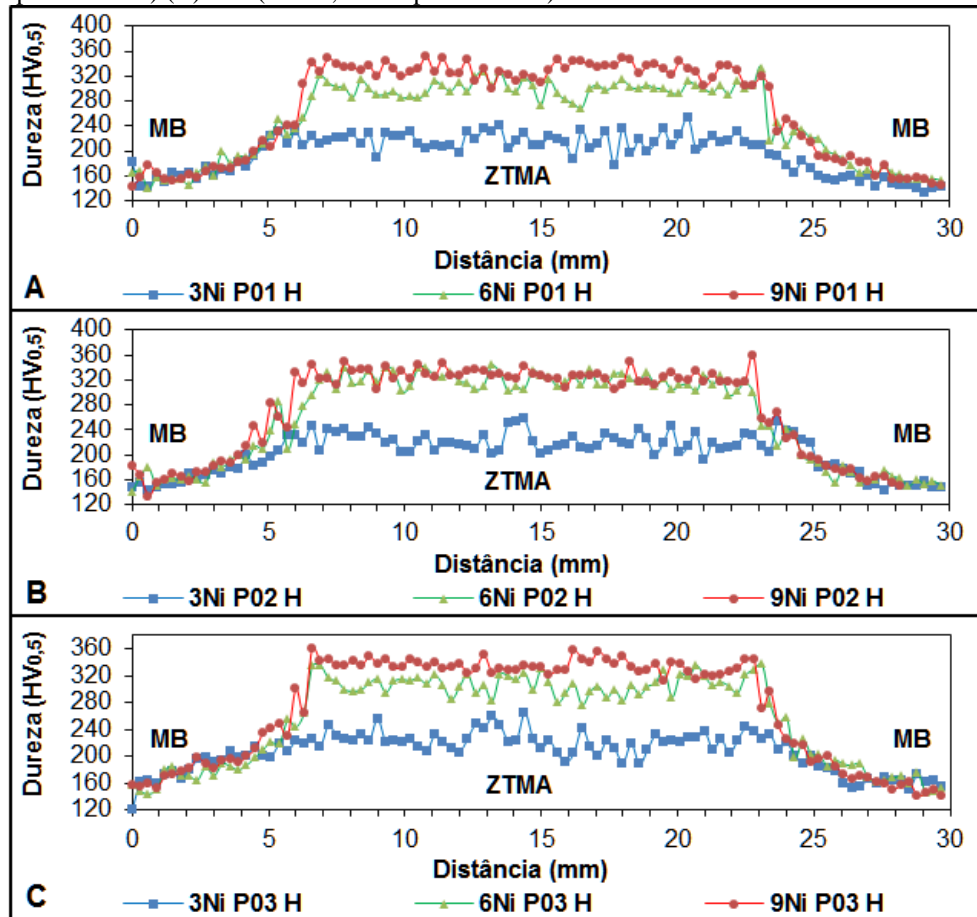 Dureza (HV0,5)
400
360
320
280
240
200
160
120
MB
MB
ZTMA
0 5 10 15 20 25 30
Distância (mm)
A
3Ni P01 H 6Ni P01 H 9Ni P01 H
Dureza (HV0,5)
400
360
320
280
240
200
160
120
MB
MB
ZTMA
0 5 10 15 20 25 30
Distância (mm)
B
3Ni P02 H 6Ni P02 H 9Ni P02 H
Dureza (HV0,5)
360
320
280
240
200
160
120
MB
MB
ZTMA
0 5 10 15 20 25 30
Distância (mm)
C
3Ni P03 H 6Ni P03 H 9Ni P03 H